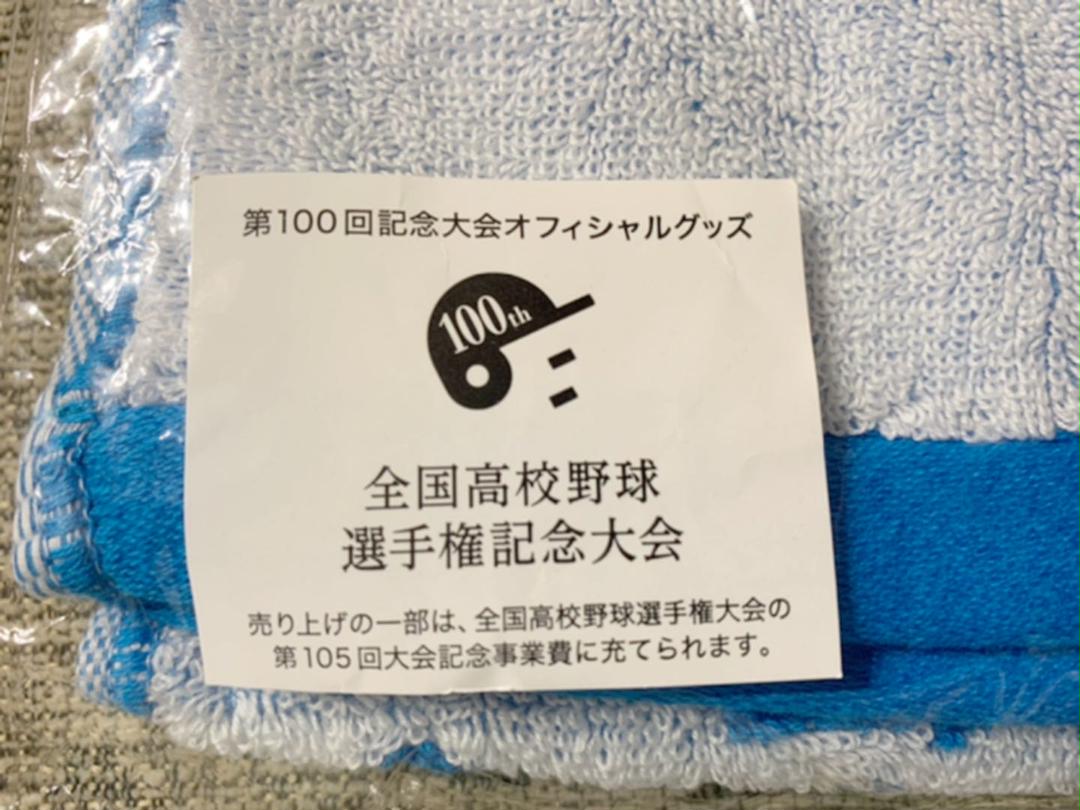 第100回記念大会オフィシャルグッズ
100th
全国高校野球
選手権記念大会
売り上げの一部は、全国高校野球選手権大会の
第105回大会記念事業費に充てられます。